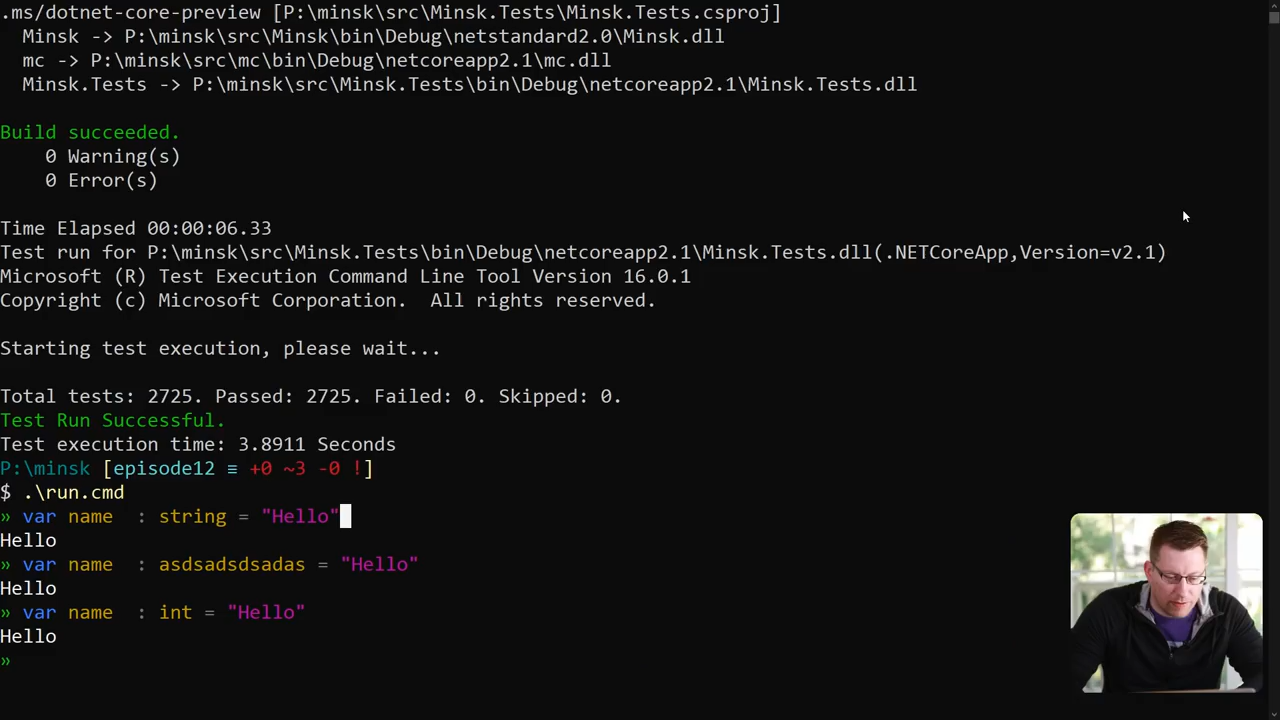 .ms/dotnet-core-preview [P:\minsk\src\Minsk.Tests\Minsk.Tests.csproj]
Minsk -> P:\minsk\src\Minsk\bin\Debug\netstandard2.0\Minsk.dll
mc -> P:\minsk\src\mc\bin\Debug\netcoreapp2.1\mc.dll
Minsk.Tests -> P:\minsk\src\Minsk.Tests\bin\Debug\netcoreapp2.1\Minsk.Tests.dll
Build succeeded.
0 Warning(s)
0 Error(s)
Time Elapsed 00:00:06.33
Test run for P:\minsk\src\Minsk.Tests\bin\Debug\netcoreapp2.1\Minsk.Tests.dll(.NETCoreApp,Version=v2.1)
Microsoft (R) Test Execution Command Line Tool Version 16.0.1
Copyright (c) Microsoft Corporation.  All rights reserved.
Starting test execution, please wait...
Total tests: 2725. Passed: 2725. Failed: 0. Skipped: 0.
Test Run Successful.
Test execution time: 3.8911 Seconds
P:\minsk [episode12 ≡ +0 ~3 -0 !]
$ .\run.cmd
» var name  : string = "Hello"
Hello
» var name  : asdsadsdsadas = "Hello"
Hello
» var name  : int = "Hello"
Hello
»